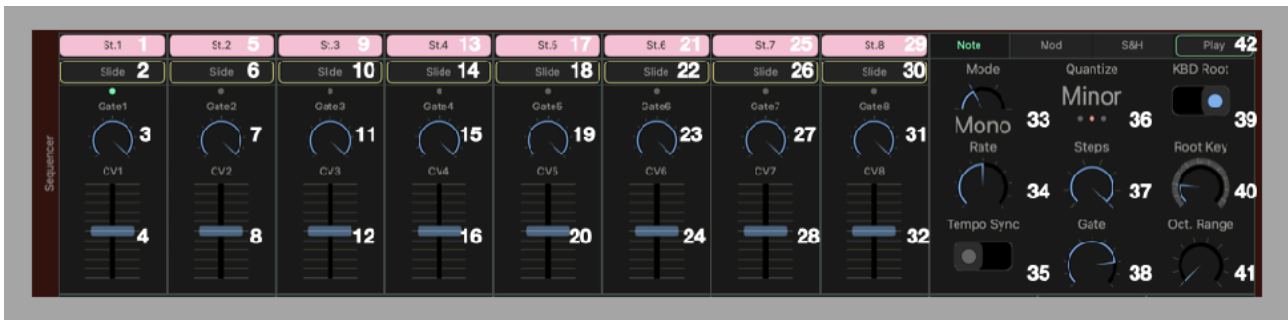 St.1 1 St.2 5 St.3 9 St.4 13 St.5 17 St.6 21 St.7 25 St.8 29 Note Mod S&H Play 42
Slide 2 Slide 6 Slide 10 Slide 14 Slide 18 Slide 22 Slide 26 Slide 30 Mode Quantize KBD Root
Gate1 Gate2 Gate3 Gate4 Gate5 Gate6 Gate7 Gate8 Minor
3 7 11 15 19 23 27 31 Mono 33 36 39
Sequencer
CV1 CV2 CV3 CV4 CV5 CV6 CV7 CV8 Rate Steps Root Key
34 37 40
4 8 12 16 20 24 28 32 Tempo Sync Gate Oct. Range
35 38 41